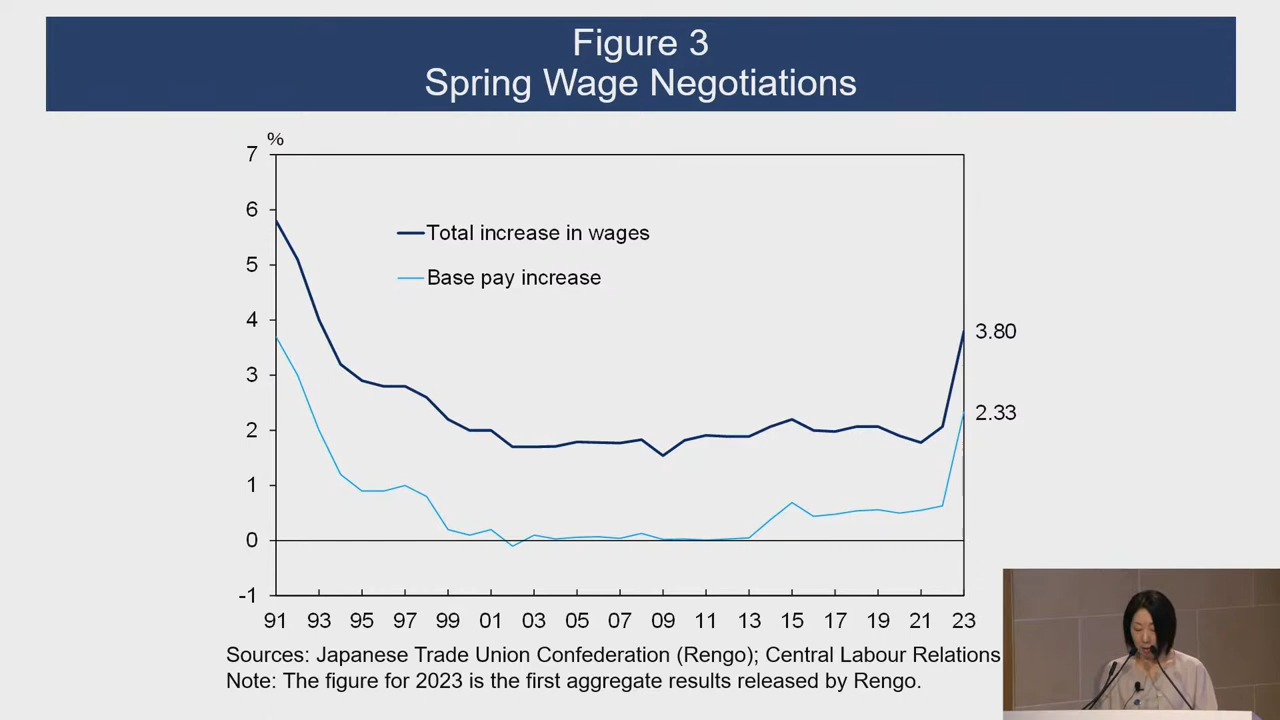 Figure 3
Spring Wage Negotiations
%
7
6
5
4
3
2
1
0
-1
Total increase in wages
Base pay increase
3.80
2.33
91 93 95 97 99 01 03 05 07 09 11 13 15 17 19 21 23
Sources: Japanese Trade Union Confederation (Rengo); Central Labour Relations
Note: The figure for 2023 is the first aggregate results released by Rengo.